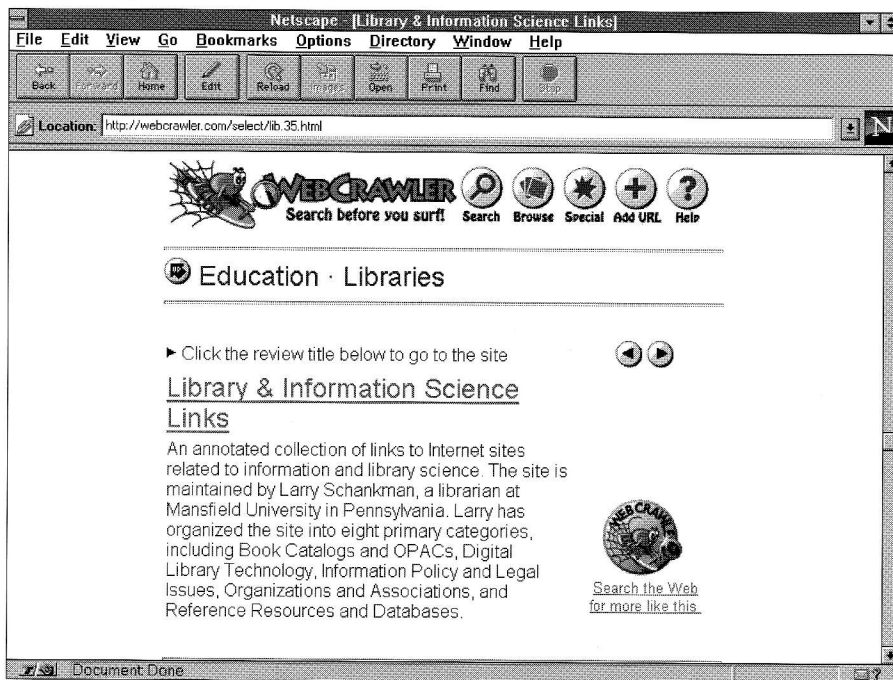 Netscape - [Library & Information Science Links]
File Edit View Go Bookmarks Options Directory Window Help
Back Forward Home Edit Reload Images Open Print Find Stop
Location: http://webcrawler.com/select/lib.35.html
N
WEBCRAWLER
Search before you surf!
Search Browse Special Add URL Help
UP
Education · Libraries
Click the review title below to go to the site
Library & Information Science
Links
An annotated collection of links to Internet sites
related to information and library science. The site is
maintained by Larry Schankman, a librarian at
Mansfield University in Pennsylvania. Larry has
organized the site into eight primary categories,
including Book Catalogs and OPACs, Digital
Library Technology, Information Policy and Legal
Issues, Organizations and Associations, and
Reference Resources and Databases.
WEBCRAWLER
Search the Web
for more like this
Document Done
?